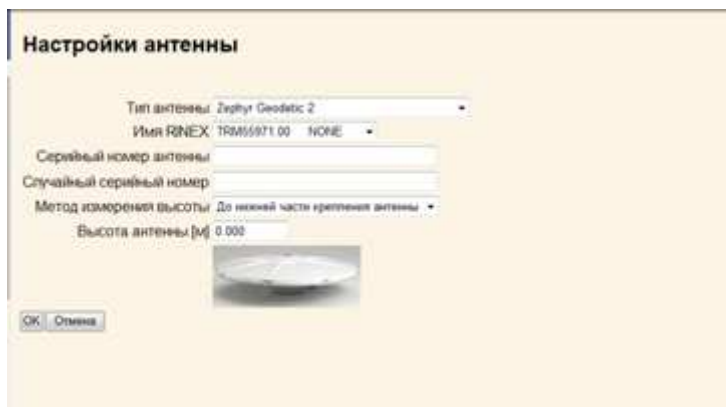 Настройки антенны
Тип антенны Zephyr Geodetic 2
Имя RINEX TRM55971.00 NONE
Серийный номер антенны
Случайный серийный номер
Метод измерения высоты До нижней части крепления антенны
Высота антенны [м] 0.000
OK Отмена